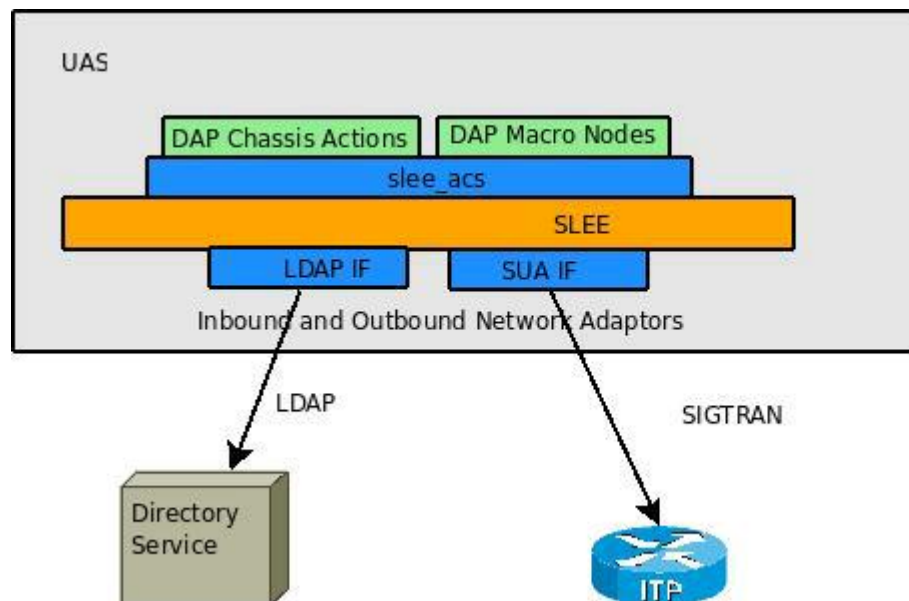 UAS
DAP Chassis Actions
DAP Macro Nodes
slee_acs
SLEE
LDAP IF
SUA IF
Inbound and Outbound Network Adaptors
LDAP
SIGTRAN
Directory
Service
ITP